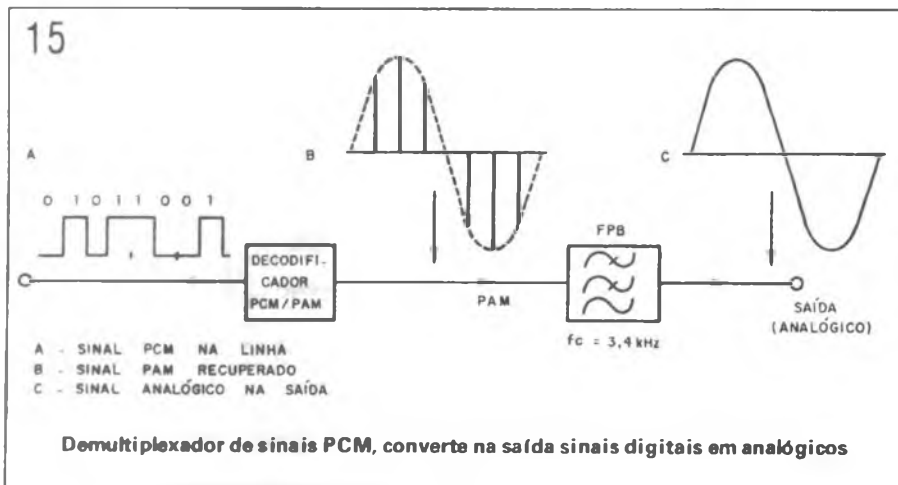 15
A
0 1 0 1 1 0 0 1
B
C
DECODIFI-
CADOR
PCM/PAM
PAM
FPB
fc = 3,4 kHz
SAÍDA
(ANALÓGICO)
A - SINAL PCM NA LINHA
B - SINAL PAM RECUPERADO
C - SINAL ANALÓGICO NA SAÍDA
Demultiplexador de sinais PCM, converte na saída sinais digitais em analógicos